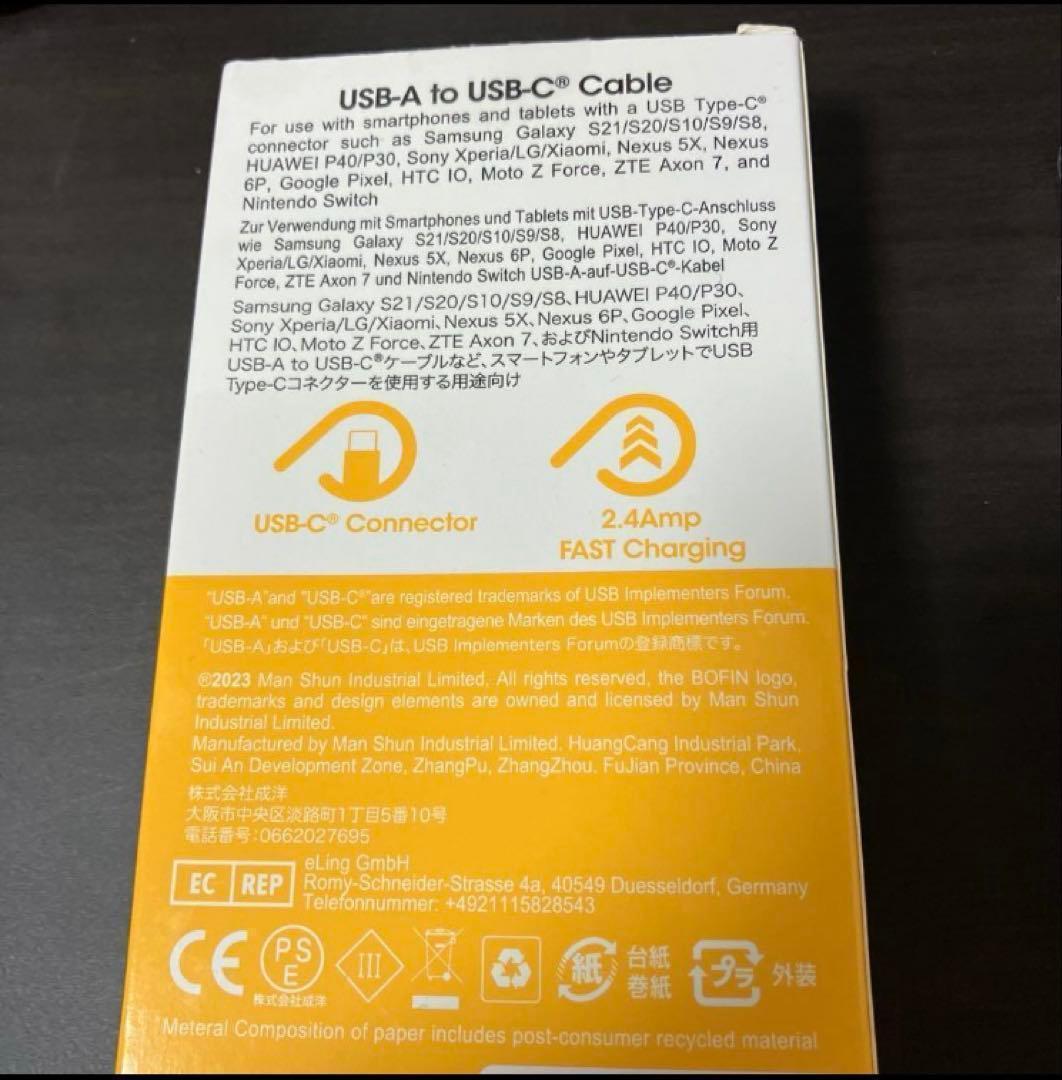 USB-A to USB-C® Cable
For use with smartphones and tablets with a USB Type-C®
connector such as Samsung Galaxy S21/S20/S10/S9/S8,
HUAWEI P40/P30, Sony Xperia/LG/Xiaomi, Nexus 5X, Nexus
6P, Google Pixel, HTC IO, Moto Z Force, ZTE Axon 7, and
Nintendo Switch
Zur Verwendung mit Smartphones und Tablets mit USB-Type-C-Anschluss
wie Samsung Galaxy S21/S20/S10/S9/S8, HUAWEI P40/P30, Sony
Xperia/LG/Xiaomi, Nexus 5X, Nexus 6P, Google Pixel, HTC IO, Moto Z
Force, ZTE Axon 7 und Nintendo Switch USB-A-auf-USB-C®-Kabel
Samsung Galaxy S21/S20/S10/S9/S8、HUAWEI P40/P30、
Sony Xperia/LG/Xiaomi、Nexus 5X、Nexus 6P、Google Pixel、
HTC IO、Moto Z Force、ZTE Axon 7、およびNintendo Switch用
USB-A to USB-C®ケーブルなど、スマートフォンやタブレットでUSB
Type-Cコネクターを使用する用途向け
USB-C® Connector
2.4Amp
FAST Charging
"USB-A"and "USB-C®"are registered trademarks of USB Implementers Forum.
"USB-A" und "USB-C" sind eingetragene Marken des USB Implementers Forum.
「USB-A」および「USB-C」は、USB Implementers Forumの登録商標です。
®2023 Man Shun Industrial Limited, All rights reserved, the BOFIN logo,
trademarks and design elements are owned and licensed by Man Shun
Industrial Limited.
Manufactured by Man Shun Industrial Limited. HuangCang Industrial Park,
Sui An Development Zone, ZhangPu, ZhangZhou. FuJian Province, China
株式会社成洋
大阪市中央区淡路町1丁目5番10号
電話番号:0662027695
EC REP
eLing GmbH
Romy-Schneider-Strasse 4a, 40549 Duesseldorf, Germany
Telefonnummer: +4921115828543
CE
PS
E
株式会社成洋
III
紙
台紙
巻紙
プラ
外装
Meteral Composition of paper includes post-consumer recycled material